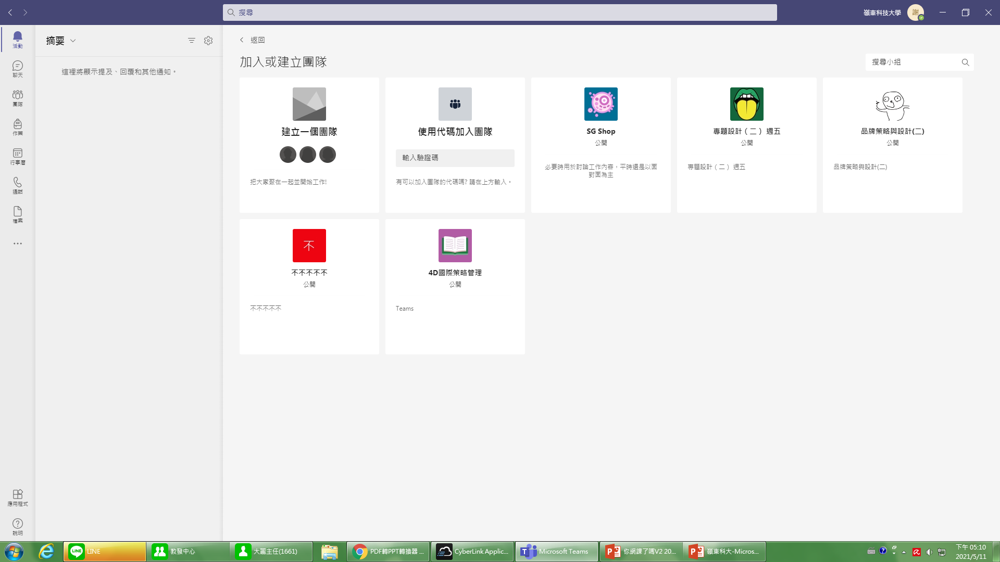 搜尋
嶺東科技大學
謝
活動
聊天
團隊
作業
行事曆
通話
檔案
應用程式
說明
摘要
這裡將顯示提及、回覆和其他通知。
返回
加入或建立團隊
搜尋小組
建立一個團隊
把大家聚在一起並開始工作!
使用代碼加入團隊
輸入驗證碼
有可以加入團隊的代碼嗎? 請在上方輸入。
SG Shop
公開
必要時用於討論工作內容，平時還是以面
對面為主
專題設計（二） 週五
公開
專題設計（二） 週五
品牌策略與設計(二)
公開
品牌策略與設計(二)
不
不不不不不
公開
不不不不不
4D國際策略管理
公開
Teams
LINE
LINE
教發中心
大麗主任(1661)
PDF轉PPT轉換器 ...
CyberLink Applic...
Microsoft Teams
你網課了嗎V2 20...
嶺東科大-Micros...
下午 05:10
2021/5/11